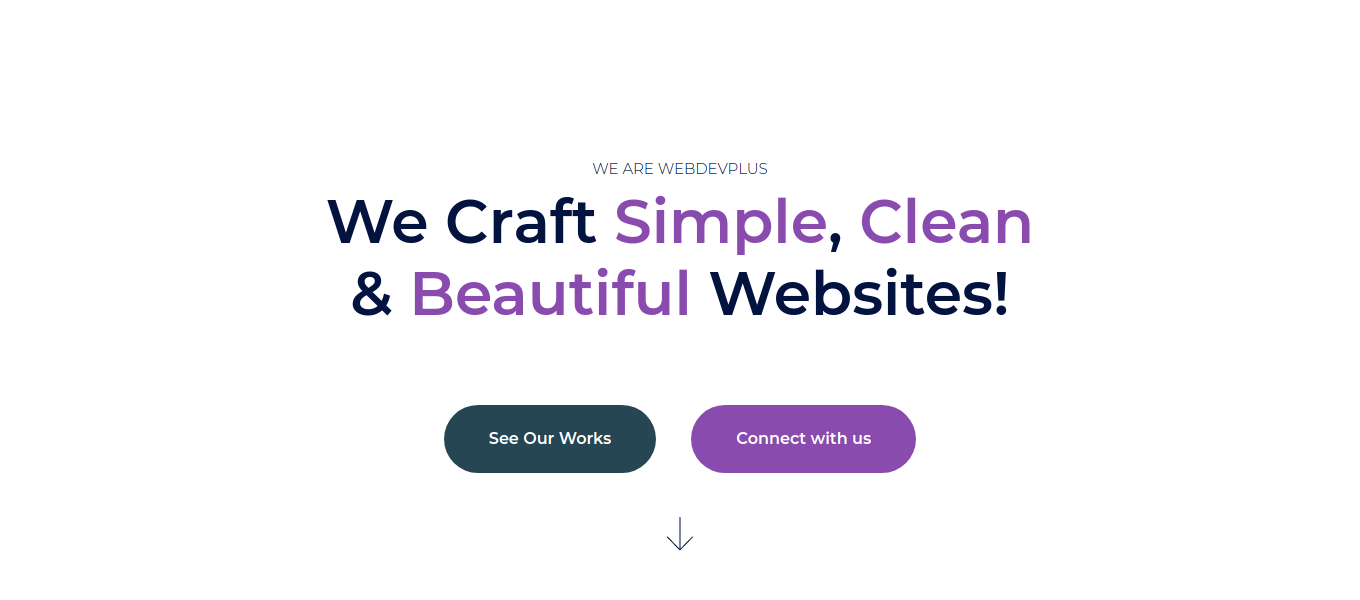 WE ARE WEBDEVPLUS
We Craft Simple, Clean
& Beautiful Websites!
See Our Works
Connect with us